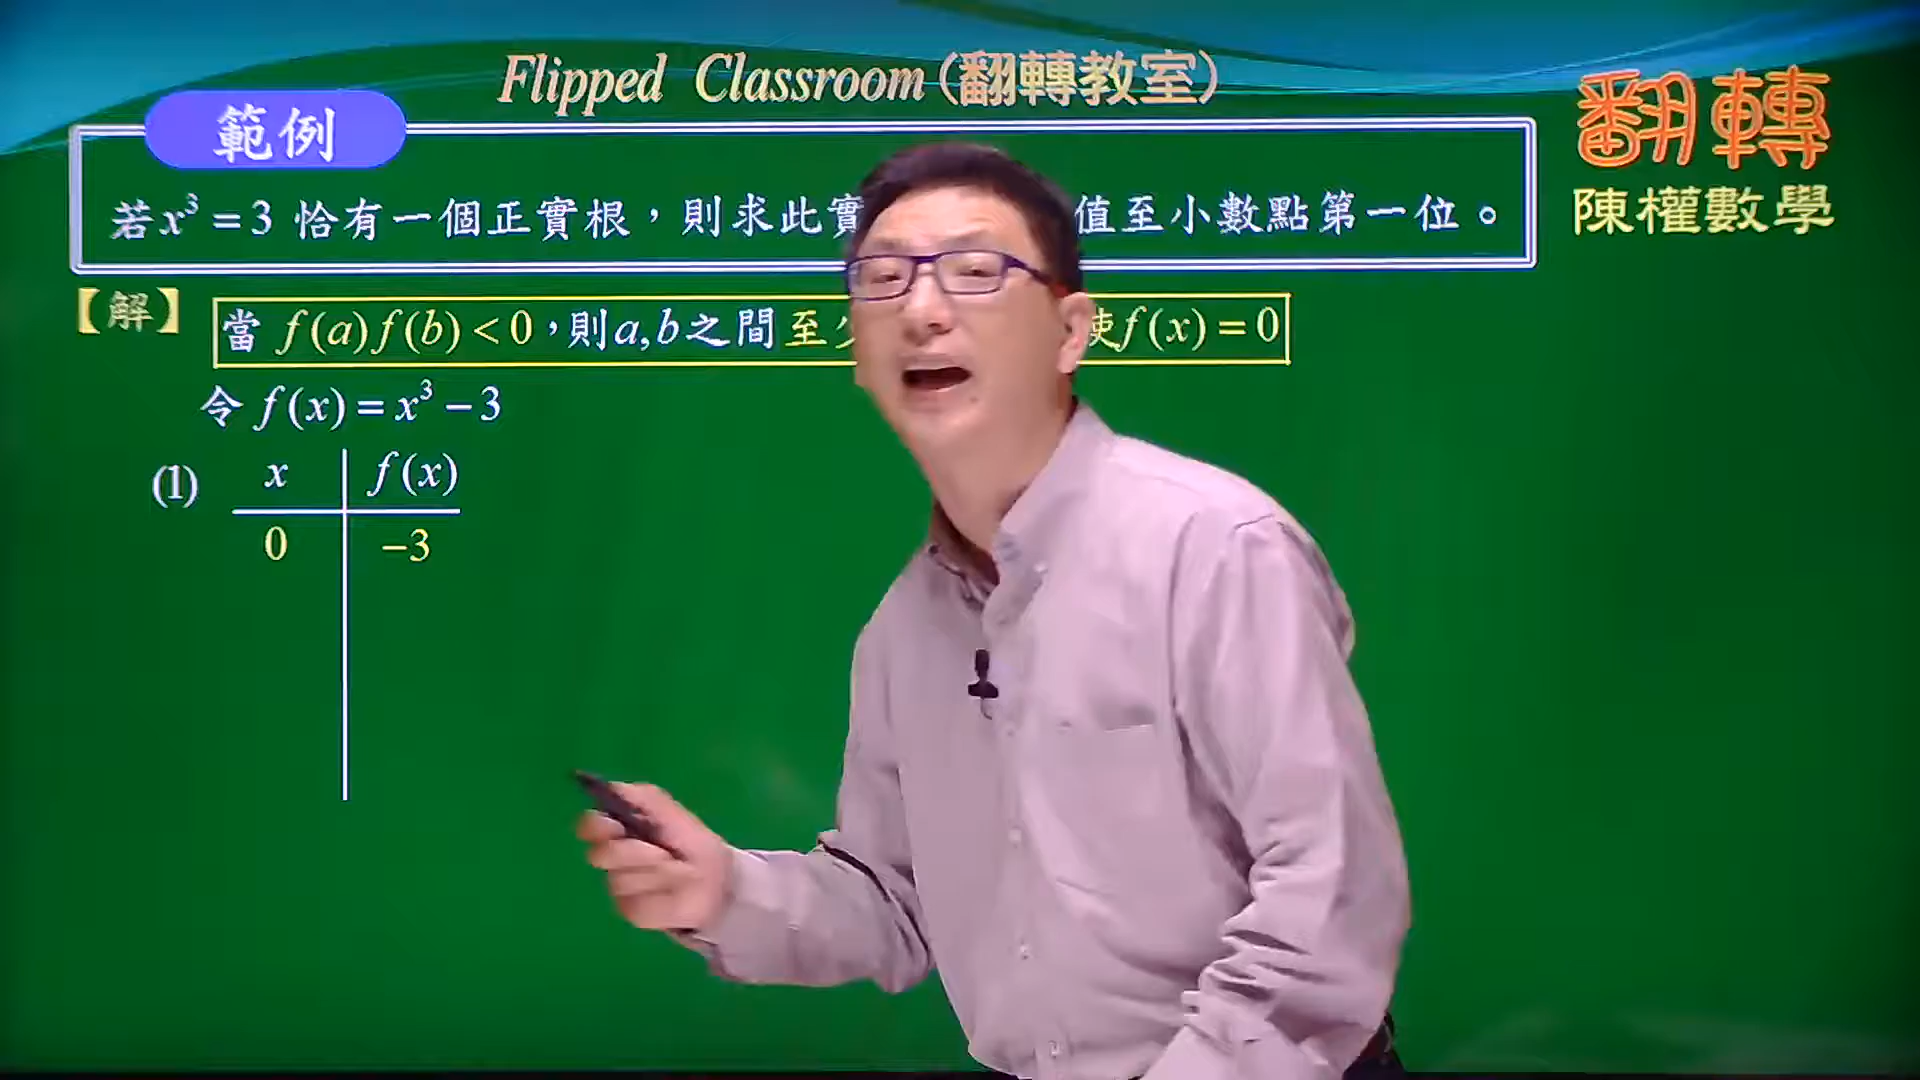 Flipped Classroom(翻轉教室)
翻轉
陳權數學
範例
若x³=3 恰有一個正實根，則求此實 值至小數點第一位。
【解】
當 f(a)f(b)<0，則a,b之間至少 使f(x)=0
令 f(x)=x³-3
(1) x f(x)
0 -3